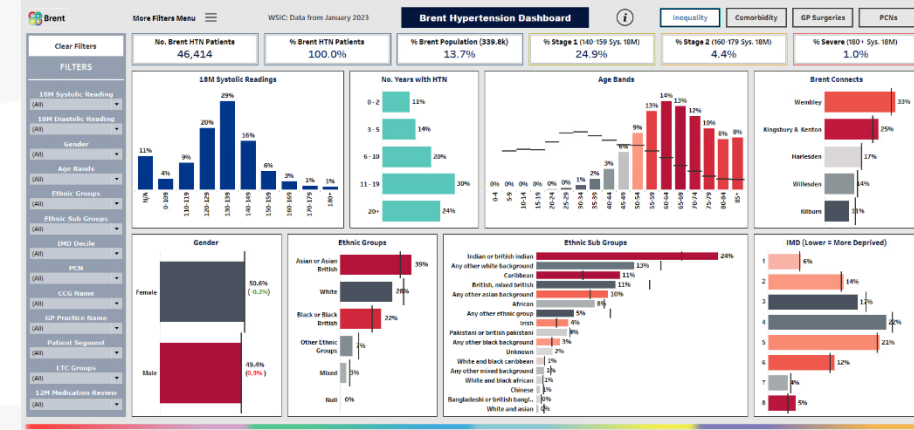 Brent
More Filters Menu
WSIC: Data from January 2023
Brent Hypertension Dashboard
i
Inequality
Comorbidity
GP Surgeries
PCNs
Clear Filters
FILTERS
18M Systolic Reading
(All)
18M Diastolic Reading
(All)
Gender
(All)
Age Bands
(All)
Ethnic Groups
(All)
Ethnic Sub Groups
(All)
IMD Decile
(All)
PCN
(All)
CCG Name
(All)
GP Practice Name
(All)
Patient Segment
(All)
LTC Groups
(All)
12M Medication Review
(All)
No. Brent HTN Patients
46,414
% Brent HTN Patients
100.0%
% Brent Population (339.8k)
13.7%
% Stage 1 (140-159 Sys. 18M)
24.9%
% Stage 2 (160-179 Sys. 18M)
4.4%
% Severe (180+ Sys. 18M)
1.0%
18M Systolic Readings
11%
4%
9%
20%
29%
16%
6%
3%
1%
1%
N/A
0-109
110-119
120-129
130-139
140-149
150-159
160-169
170-179
180+
No. Years with HTN
0-2 11%
3-5 14%
6-10 20%
11-19 30%
20+ 24%
Age Bands
0% 0% 0% 0% 0% 0% 1% 2% 3% 6% 9% 13% 14% 13% 12% 10% 8% 8%
0-4
5-9
10-14
15-19
20-24
25-29
30-34
35-39
40-44
45-49
50-54
55-59
60-64
65-69
70-74
75-79
80-84
85+
Brent Connects
Wembley 33%
Kingsbury & Kenton 25%
Harlesden 17%
Willesden 14%
Kilburn 11%
Gender
Female
50.6%
(-0.3%)
Male
49.4%
(0.3%)
Ethnic Groups
Asian or Asian
British
39%
White 28%
Black or Black
British
22%
Other Ethnic
Groups
7%
Mixed 3%
Null 0%
Ethnic Sub Groups
Indian or british indian 24%
Any other white background 13%
Caribbean 11%
British, mixed british 11%
Any other asian background 10%
African 8%
Any other ethnic group 5%
Irish 4%
Pakistani or british pakistani 4%
Any other black background 3%
Unknown 2%
White and black caribbean 1%
Any other mixed background 1%
White and black african 1%
Chinese 1%
Bangladeshi or british bangl.. 0%
White and asian 0%
IMD (Lower = More Deprived)
1 6%
2 14%
3 17%
4 22%
5 21%
6 12%
7 4%
8 5%